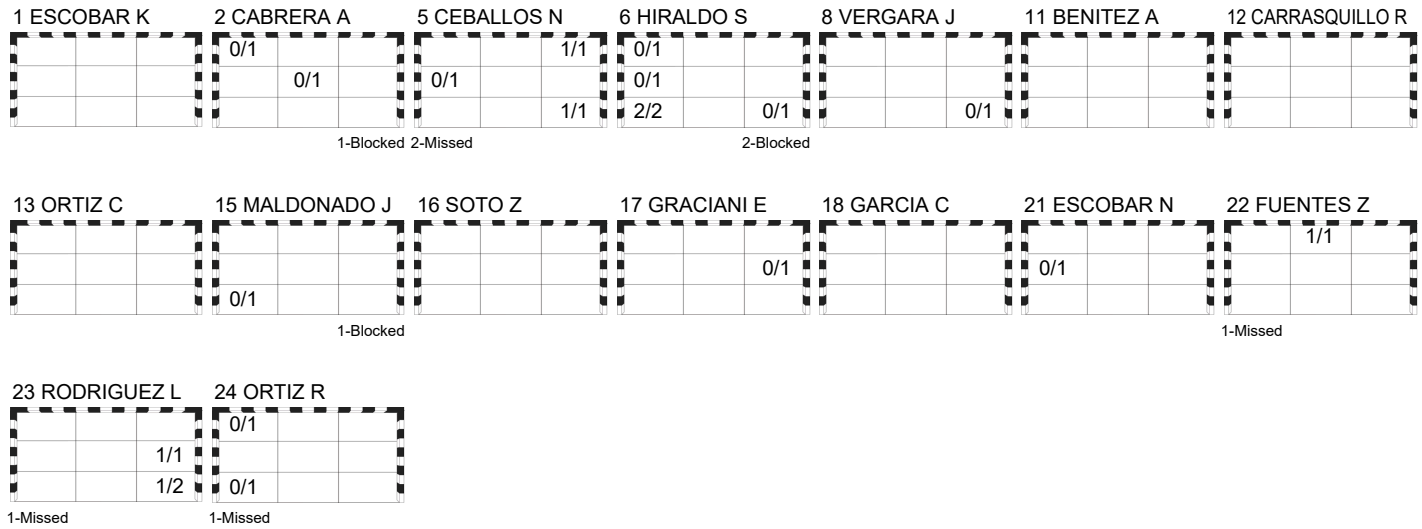 1 ESCOBAR K 2 CABRERA A 5 CEBALLOS N 6 HIRALDO S 8 VERGARA J 11 BENITEZ A 12 CARRASQUILLO R
0/1 1/1 0/1
0/1 0/1 0/1
1/1 2/2 0/1 0/1
1-Blocked 2-Missed 2-Blocked
13 ORTIZ C 15 MALDONADO J 16 SOTO Z 17 GRACIANI E 18 GARCIA C 21 ESCOBAR N 22 FUENTES Z
1/1
0/1 0/1
0/1
1-Blocked 1-Missed
23 RODRIGUEZ L 24 ORTIZ R
0/1
1/1
1/2 0/1
1-Missed 1-Missed